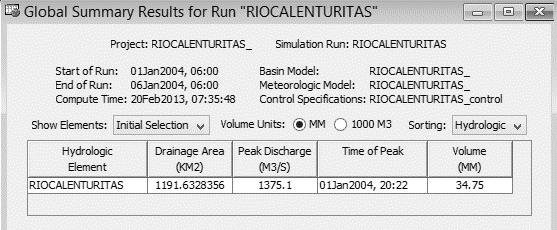 Global Summary Results for Run "RIOCALENTURITAS"
Project: RIOCALENTURITAS_ Simulation Run: RIOCALENTURITAS
Start of Run: 01Jan2004, 06:00 Basin Model: RIOCALENTURITAS_
End of Run: 06Jan2004, 06:00 Meteorologic Model: RIOCALENTURITAS_
Compute Time: 20Feb2013, 07:35:48 Control Specifications: RIOCALENTURITAS_control
Show Elements: Initial Selection Volume Units: MM 1000 M3 Sorting: Hydrologic
Hydrologic Drainage Area Peak Discharge Time of Peak Volume
Element (KM2) (M3/S) (MM)
RIOCALENTURITAS 1191.6328356 1375.1 01Jan2004, 20:22 34.75